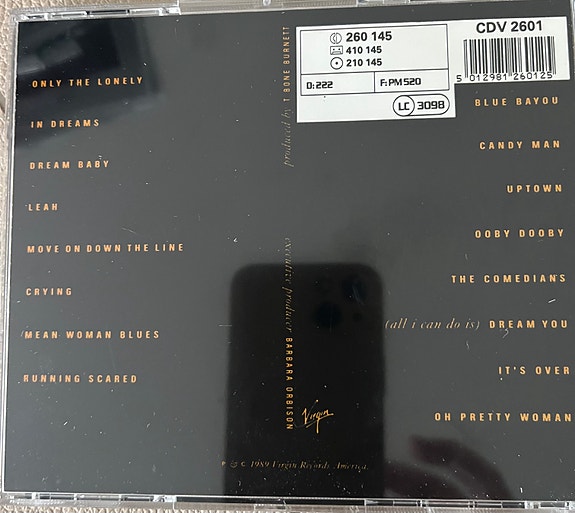 ONLY THE LONELY
IN DREAMS
DREAM BABY
LEAH
MOVE ON DOWN THE LINE
CRYING
MEAN WOMAN BLUES
RUNNING SCARED
produced by T BONE BURNETT
executive producer BARBARA ORBISON
Virgin
P & C 1989 Virgin Records America.
260 145
410 145
210 145
D: 222
F: PM 520
LC 3098
CDV 2601
5 012981 260125
BLUE BAYOU
CANDY MAN
UPTOWN
OOBY DOOBY
THE COMEDIANS
(all i can do is) DREAM YOU
IT'S OVER
OH PRETTY WOMAN